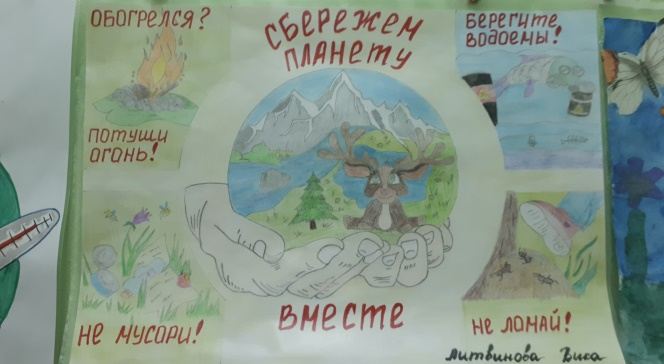 ОБОГРЕЛСЯ?
ПОТУШИ
ОГОНЬ!
СБЕРЕЖЕМ
ПЛАНЕТУ
БЕРЕГИТЕ
ВОДОЕМЫ!
НЕ МУСОРИ!
ВМЕСТЕ
НЕ ЛОМАЙ!
Литвинова Вика